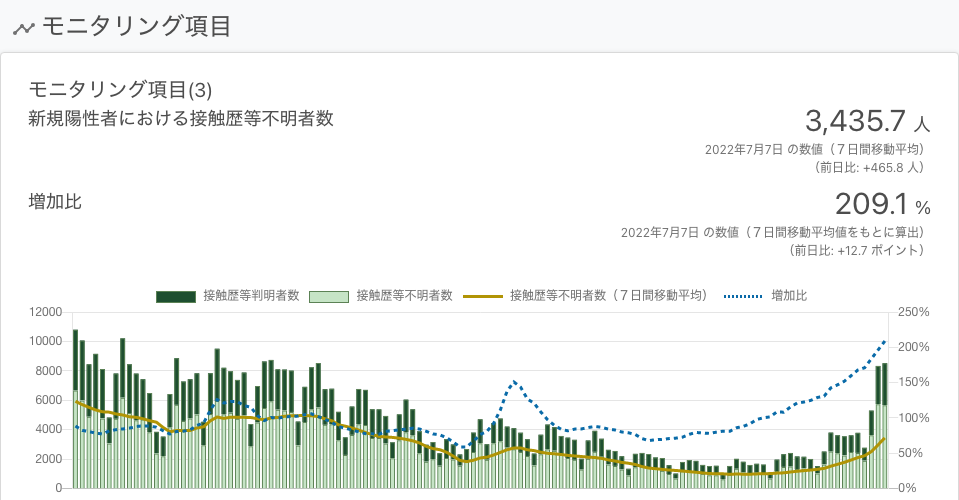 モニタリング項目
モニタリング項目(3)
新規陽性者における接触歴等不明者数
3,435.7 人
2022年7月7日 の数値（７日間移動平均）
（前日比: +465.8 人）
増加比
209.1 %
2022年7月7日 の数値（７日間移動平均値をもとに算出）
（前日比: +12.7 ポイント）
接触歴等判明者数 接触歴等不明者数 接触歴等不明者数（７日間移動平均） 増加比
12000 250%
10000
200%
8000
150%
6000
100%
4000
50%
2000
0 0%